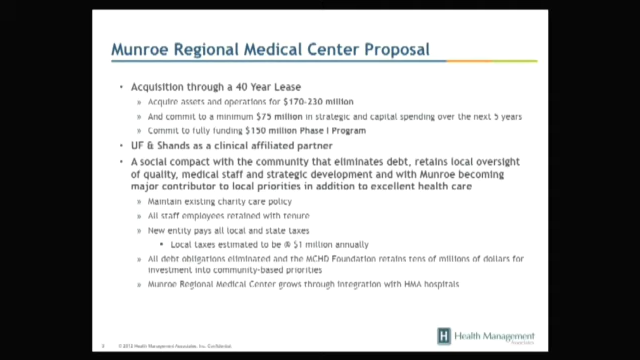 Munroe Regional Medical Center Proposal
• Acquisition through a 40 Year Lease
» Acquire assets and operations for $170-230 million
» And commit to a minimum $75 million in strategic and capital spending over the next 5 years
» Commit to fully funding $150 million Phase I Program
• UF & Shands as a clinical affiliated partner
• A social compact with the community that eliminates debt, retains local oversight
of quality, medical staff and strategic development and with Munroe becoming
major contributor to local priorities in addition to excellent health care
» Maintain existing charity care policy
» All staff employees retained with tenure
» New entity pays all local and state taxes
• Local taxes estimated to be @ $1 million annually
» All debt obligations eliminated and the MCHD Foundation retains tens of millions of dollars for
investment into community-based priorities
» Munroe Regional Medical Center grows through integration with HMA hospitals
© 2012 Health Management Associates, Inc. Confidential.
H Health Management
Associates